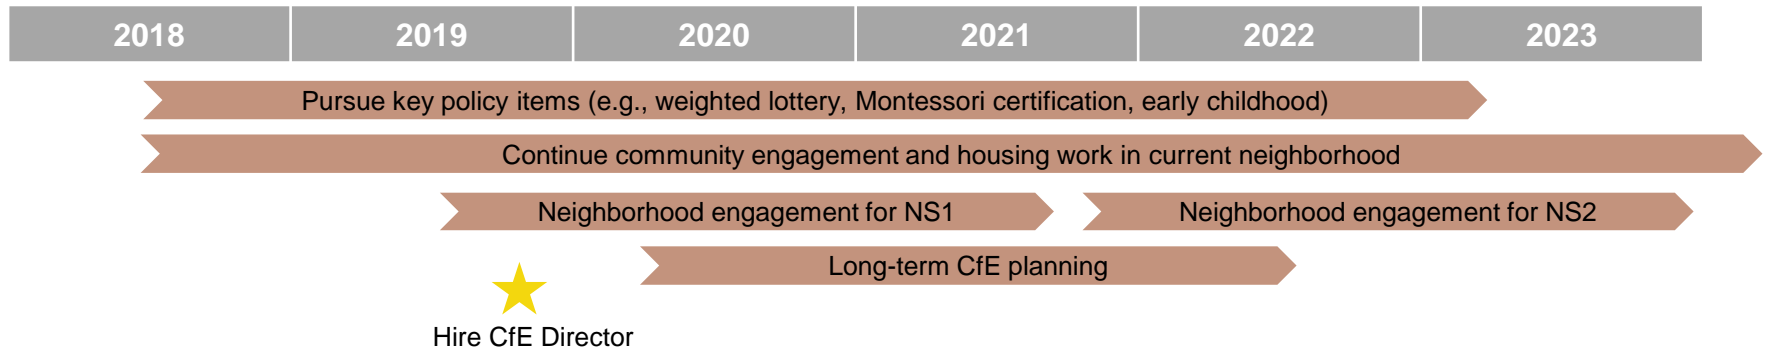 2018 2019 2020 2021 2022 2023
Pursue key policy items (e.g., weighted lottery, Montessori certification, early childhood)
Continue community engagement and housing work in current neighborhood
Neighborhood engagement for NS1 Neighborhood engagement for NS2
Long-term CfE planning
Hire CfE Director